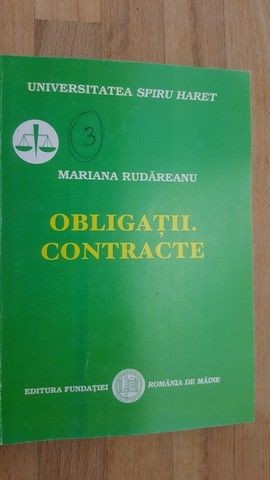 UNIVERSITATEA SPIRU HARET
3
MARIANA RUDĂREANU
OBLIGAȚII.
CONTRACTE
EDITURA FUNDAȚIEI ROMÂNIA DE MÂINE